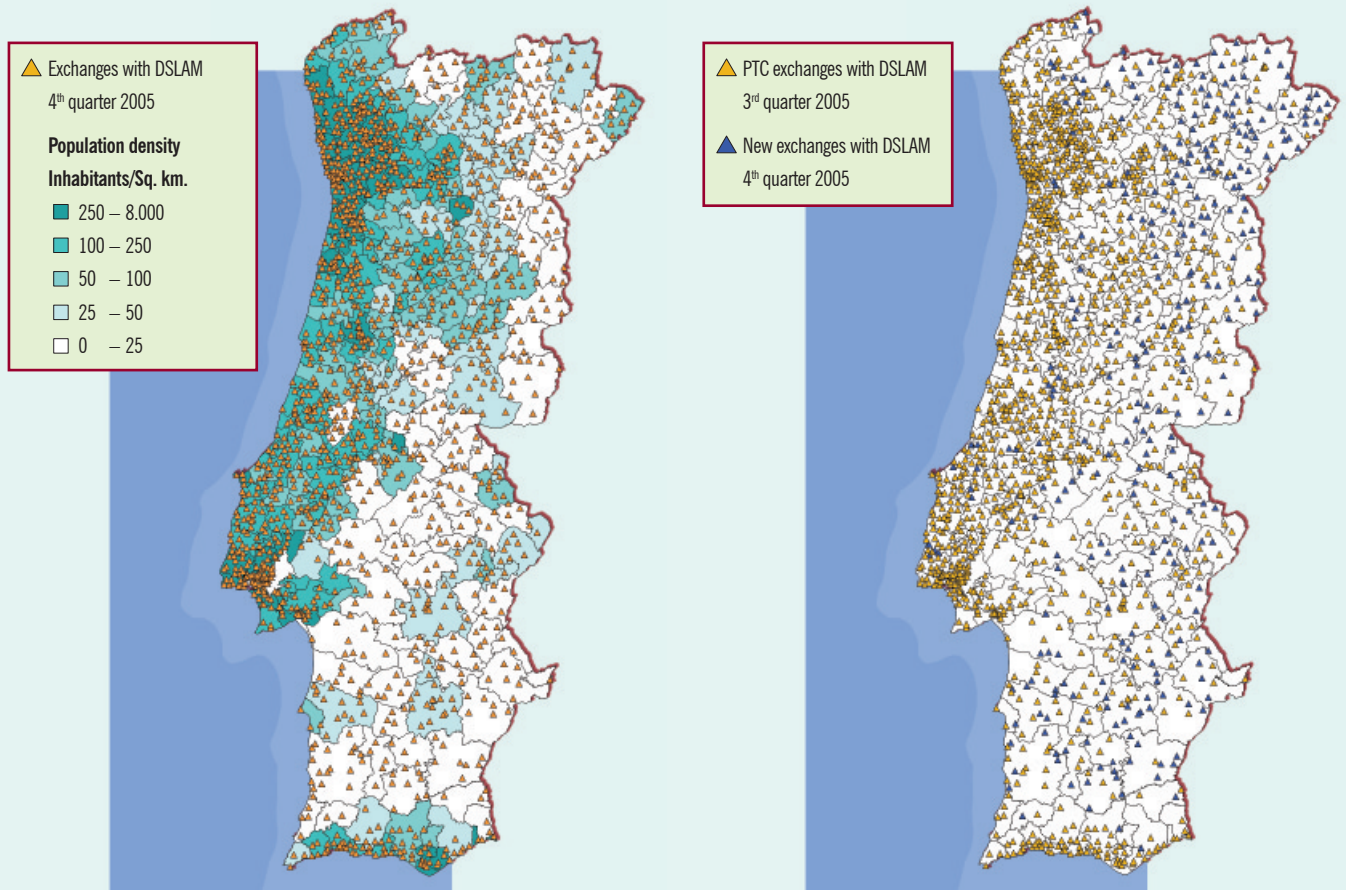 Exchanges with DSLAM
4th quarter 2005
Population density
Inhabitants/Sq. km.
250 – 8.000
100 – 250
50 – 100
25 – 50
0 – 25
PTC exchanges with DSLAM
3rd quarter 2005
New exchanges with DSLAM
4th quarter 2005